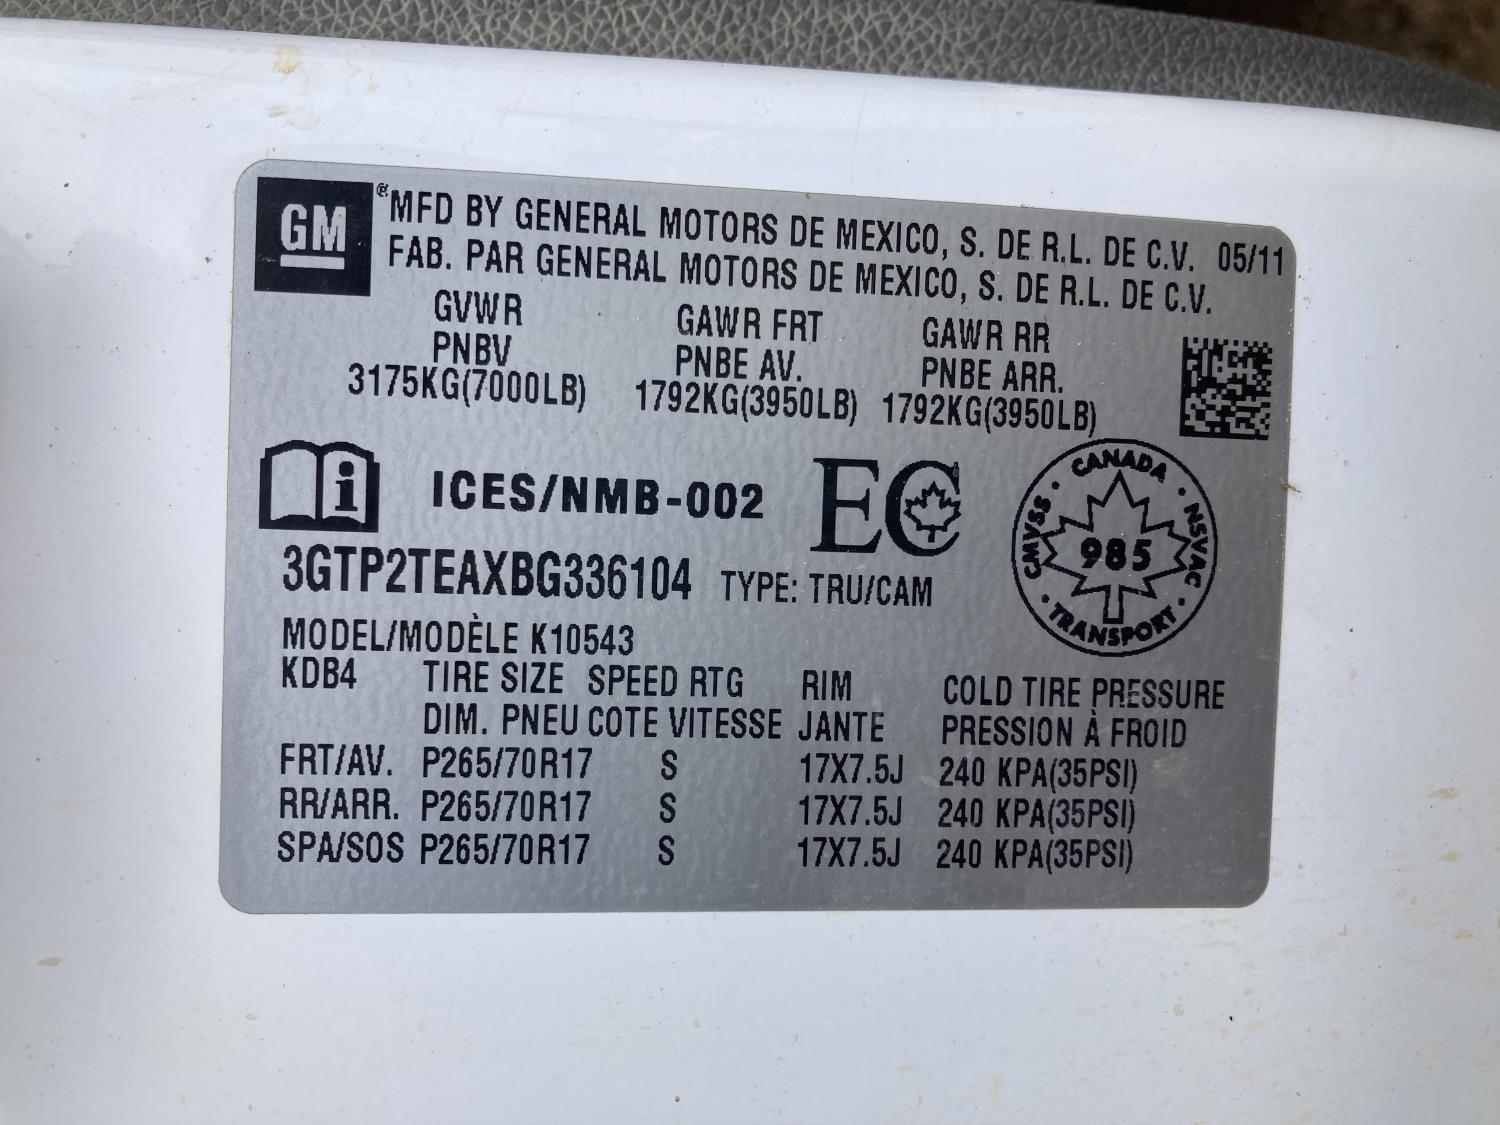 GM
® MFD BY GENERAL MOTORS DE MEXICO, S. DE R.L. DE C.V. 05/11
FAB. PAR GENERAL MOTORS DE MEXICO, S. DE R.L. DE C.V.
GVWR GAWR FRT GAWR RR
PNBV PNBE AV. PNBE ARR.
3175KG(7000LB) 1792KG(3950LB) 1792KG(3950LB)
i ICES/NMB-002 EC
CANADA
CMVSS · 985 · NSVAC
· TRANSPORT ·
3GTP2TEAXBG336104 TYPE: TRU/CAM
MODEL/MODÈLE K10543
KDB4 TIRE SIZE SPEED RTG RIM COLD TIRE PRESSURE
DIM. PNEU COTE VITESSE JANTE PRESSION À FROID
FRT/AV. P265/70R17 S 17X7.5J 240 KPA(35PSI)
RR/ARR. P265/70R17 S 17X7.5J 240 KPA(35PSI)
SPA/SOS P265/70R17 S 17X7.5J 240 KPA(35PSI)